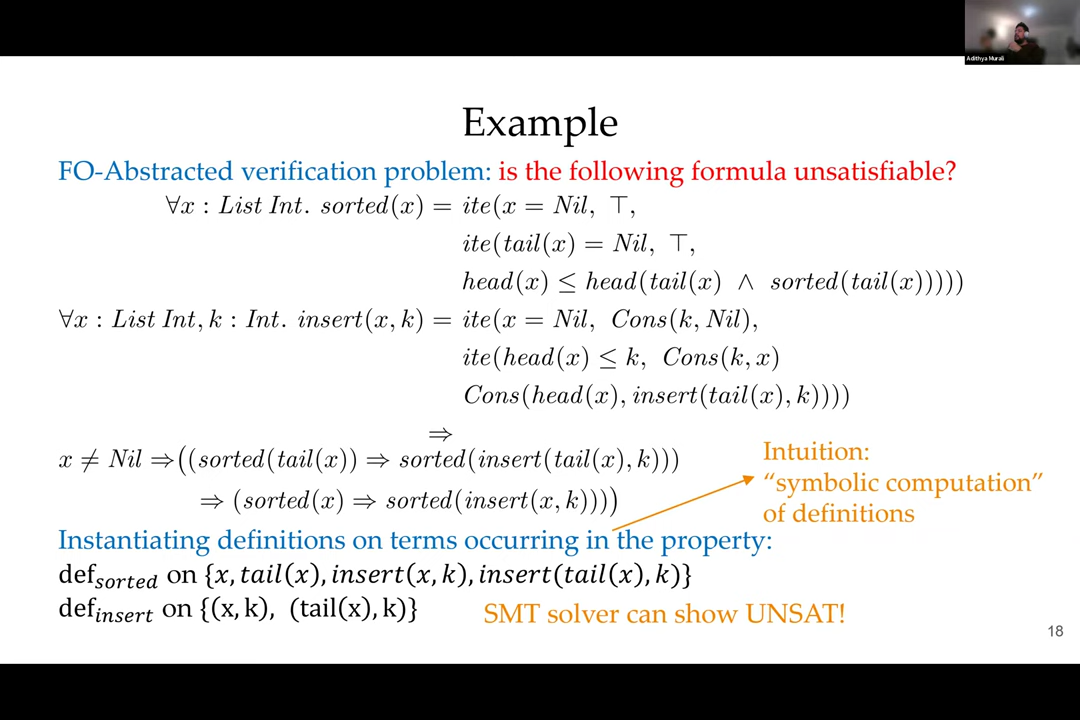 Adithya Murali
Example
FO-Abstracted verification problem: is the following formula unsatisfiable?
∀x : List Int. sorted(x) = ite(x = Nil, ⊤,
ite(tail(x) = Nil, ⊤,
head(x) ≤ head(tail(x) ∧ sorted(tail(x)))))
∀x : List Int, k : Int. insert(x, k) = ite(x = Nil, Cons(k, Nil),
ite(head(x) ≤ k, Cons(k, x)
Cons(head(x), insert(tail(x), k))))
⇒
x ≠ Nil ⇒((sorted(tail(x)) ⇒ sorted(insert(tail(x), k)))
⇒ (sorted(x) ⇒ sorted(insert(x, k))))
Intuition:
“symbolic computation”
of definitions
Instantiating definitions on terms occurring in the property:
def_sorted on {x, tail(x), insert(x, k), insert(tail(x), k)}
def_insert on {(x, k), (tail(x), k)}
SMT solver can show UNSAT!
18